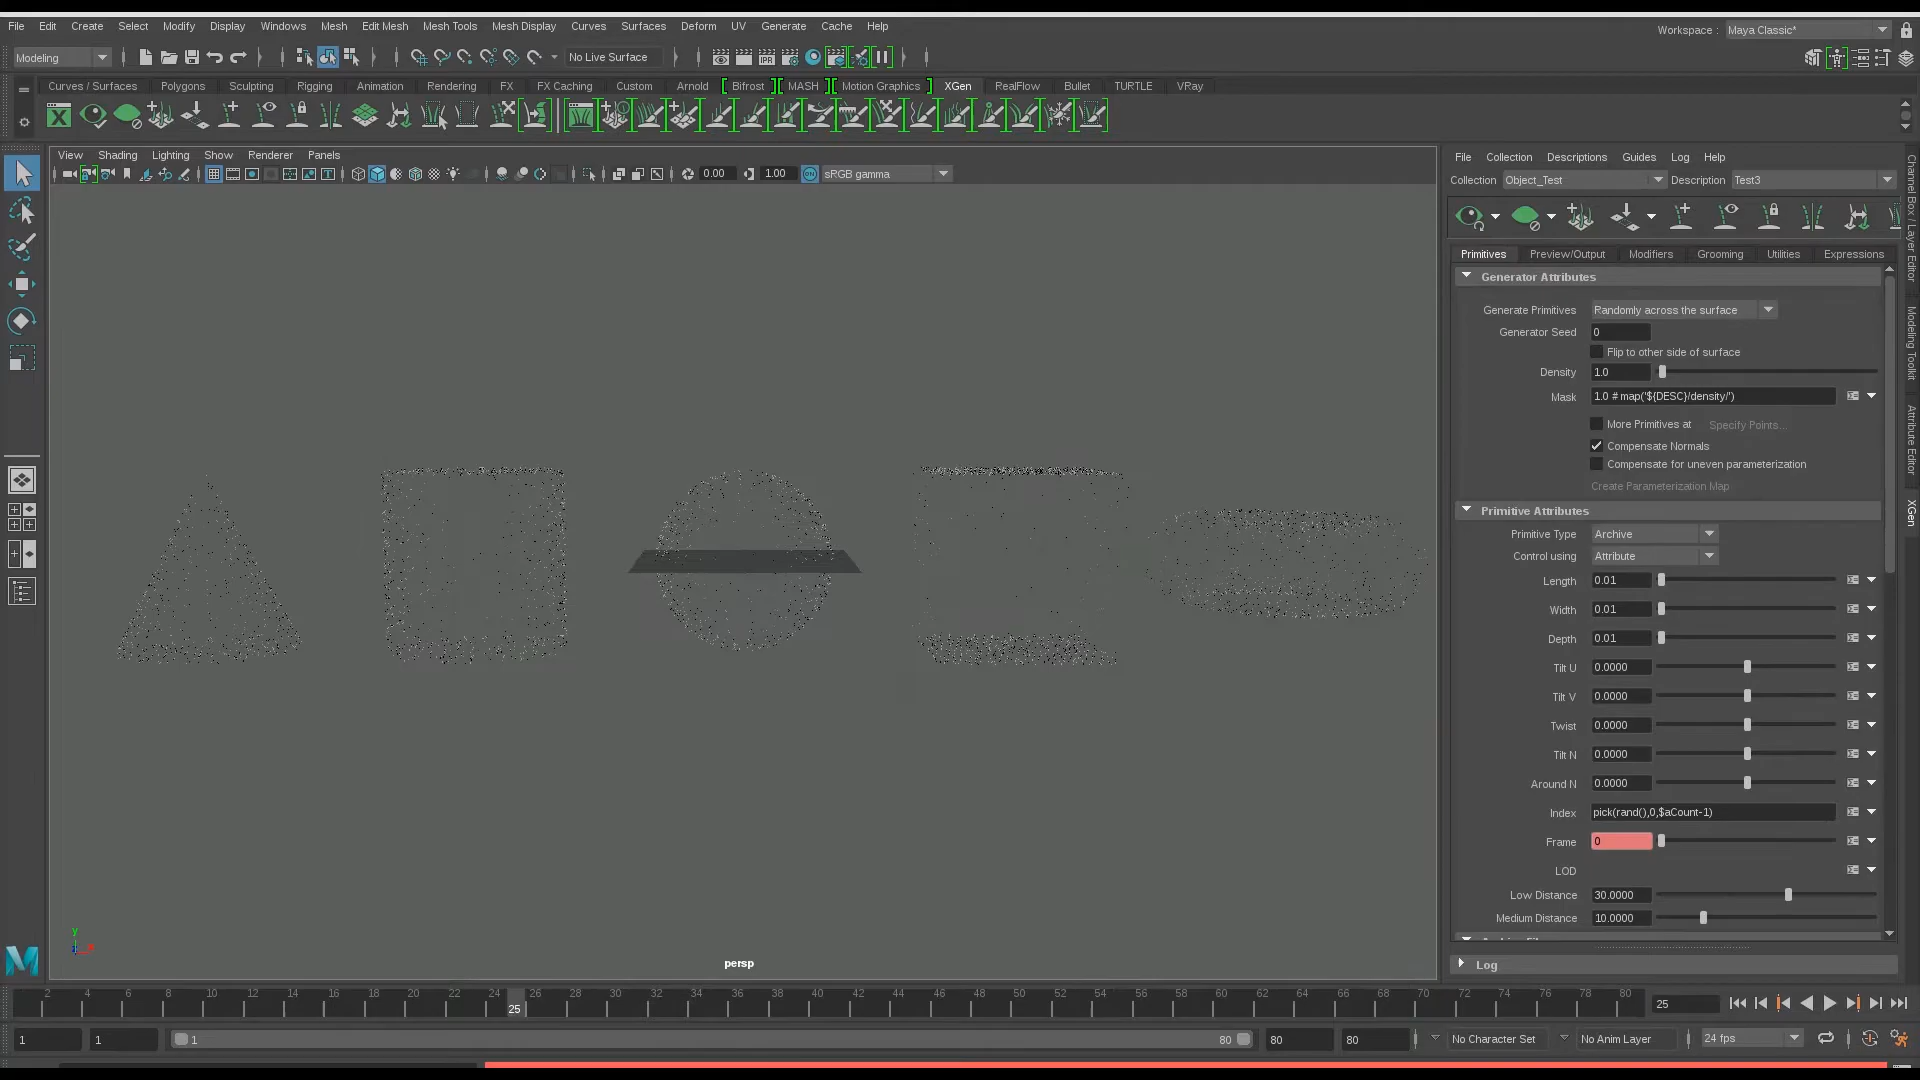 File Edit Create Select Modify Display Windows Mesh Edit Mesh Mesh Tools Mesh Display Curves Surfaces Deform UV Generate Cache Help
Workspace : Maya Classic*
Modeling No Live Surface
Curves / Surfaces Polygons Sculpting Rigging Animation Rendering FX FX Caching Custom Arnold Bifrost MASH Motion Graphics XGen RealFlow Bullet TURTLE VRay
IPR
View Shading Lighting Show Renderer Panels
0.00 1.00 sRGB gamma
File Collection Descriptions Guides Log Help
Collection Object_Test Description Test3
Primitives Preview/Output Modifiers Grooming Utilities Expressions
Generator Attributes
Generate Primitives Randomly across the surface
Generator Seed 0
Flip to other side of surface
Density 1.0
Mask 1.0 # map('${DESC}/density/')
More Primitives at Specify Points...
Compensate Normals
Compensate for uneven parameterization
Create Parameterization Map
Primitive Attributes
Primitive Type Archive
Control using Attribute
Length 0.01
Width 0.01
Depth 0.01
Tilt U 0.0000
Tilt V 0.0000
Twist 0.0000
Tilt N 0.0000
Around N 0.0000
Index pick(rand(),0,$aCount-1)
Frame 0
LOD
Low Distance 30.0000
Medium Distance 10.0000
Log
Channel Box / Layer Editor
Modeling Toolkit
Attribute Editor
XGen
y
persp
2 4 6 8 10 12 14 16 18 20 22 24 26 28 30 32 34 36 38 40 42 44 46 48 50 52 54 56 58 60 62 64 66 68 70 72 74 76 78 80
25
25
1 1 1 80 80 80 No Character Set No Anim Layer 24 fps